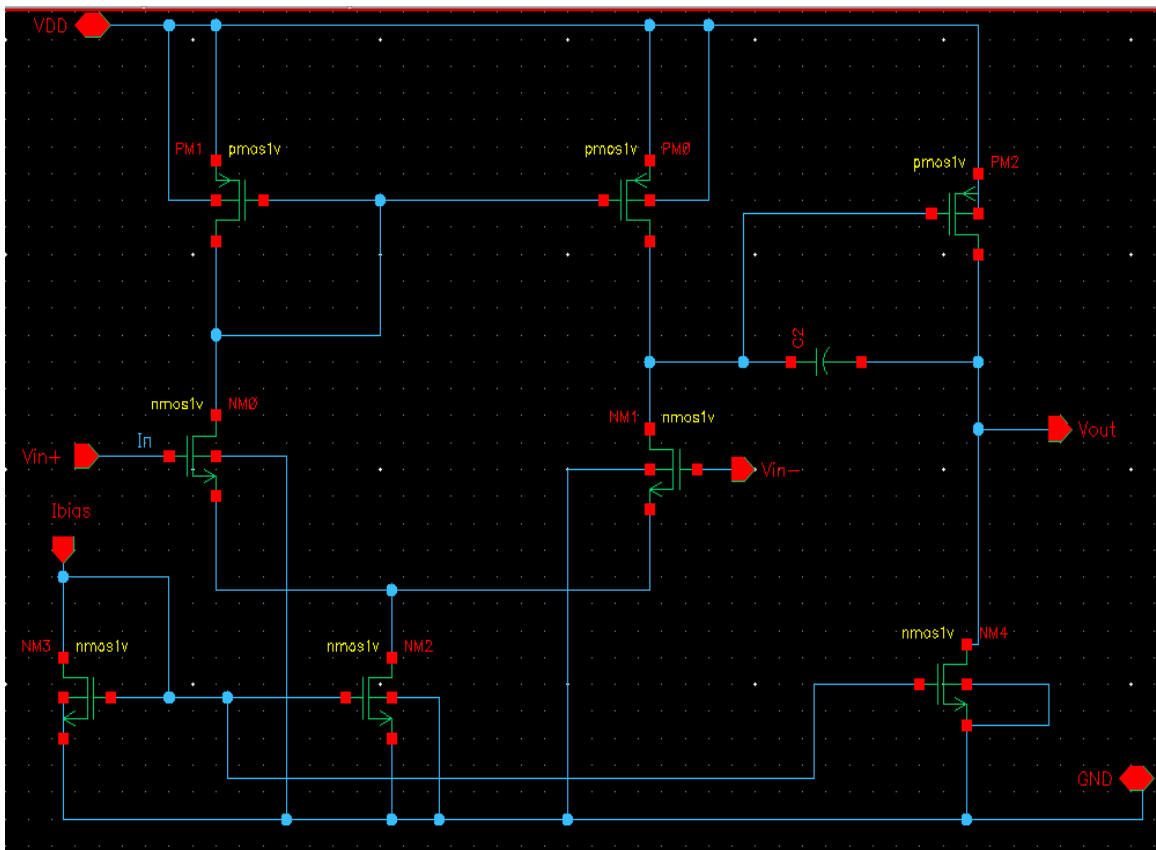 VDD
PM1 pmos1v
pmos1v PM0
pmos1v PM2
C2
nmos1v NM0
NM1 nmos1v
In
Vin+
Vin-
Vout
Ibias
NM3 nmos1v
nmos1v NM2
nmos1v NM4
GND